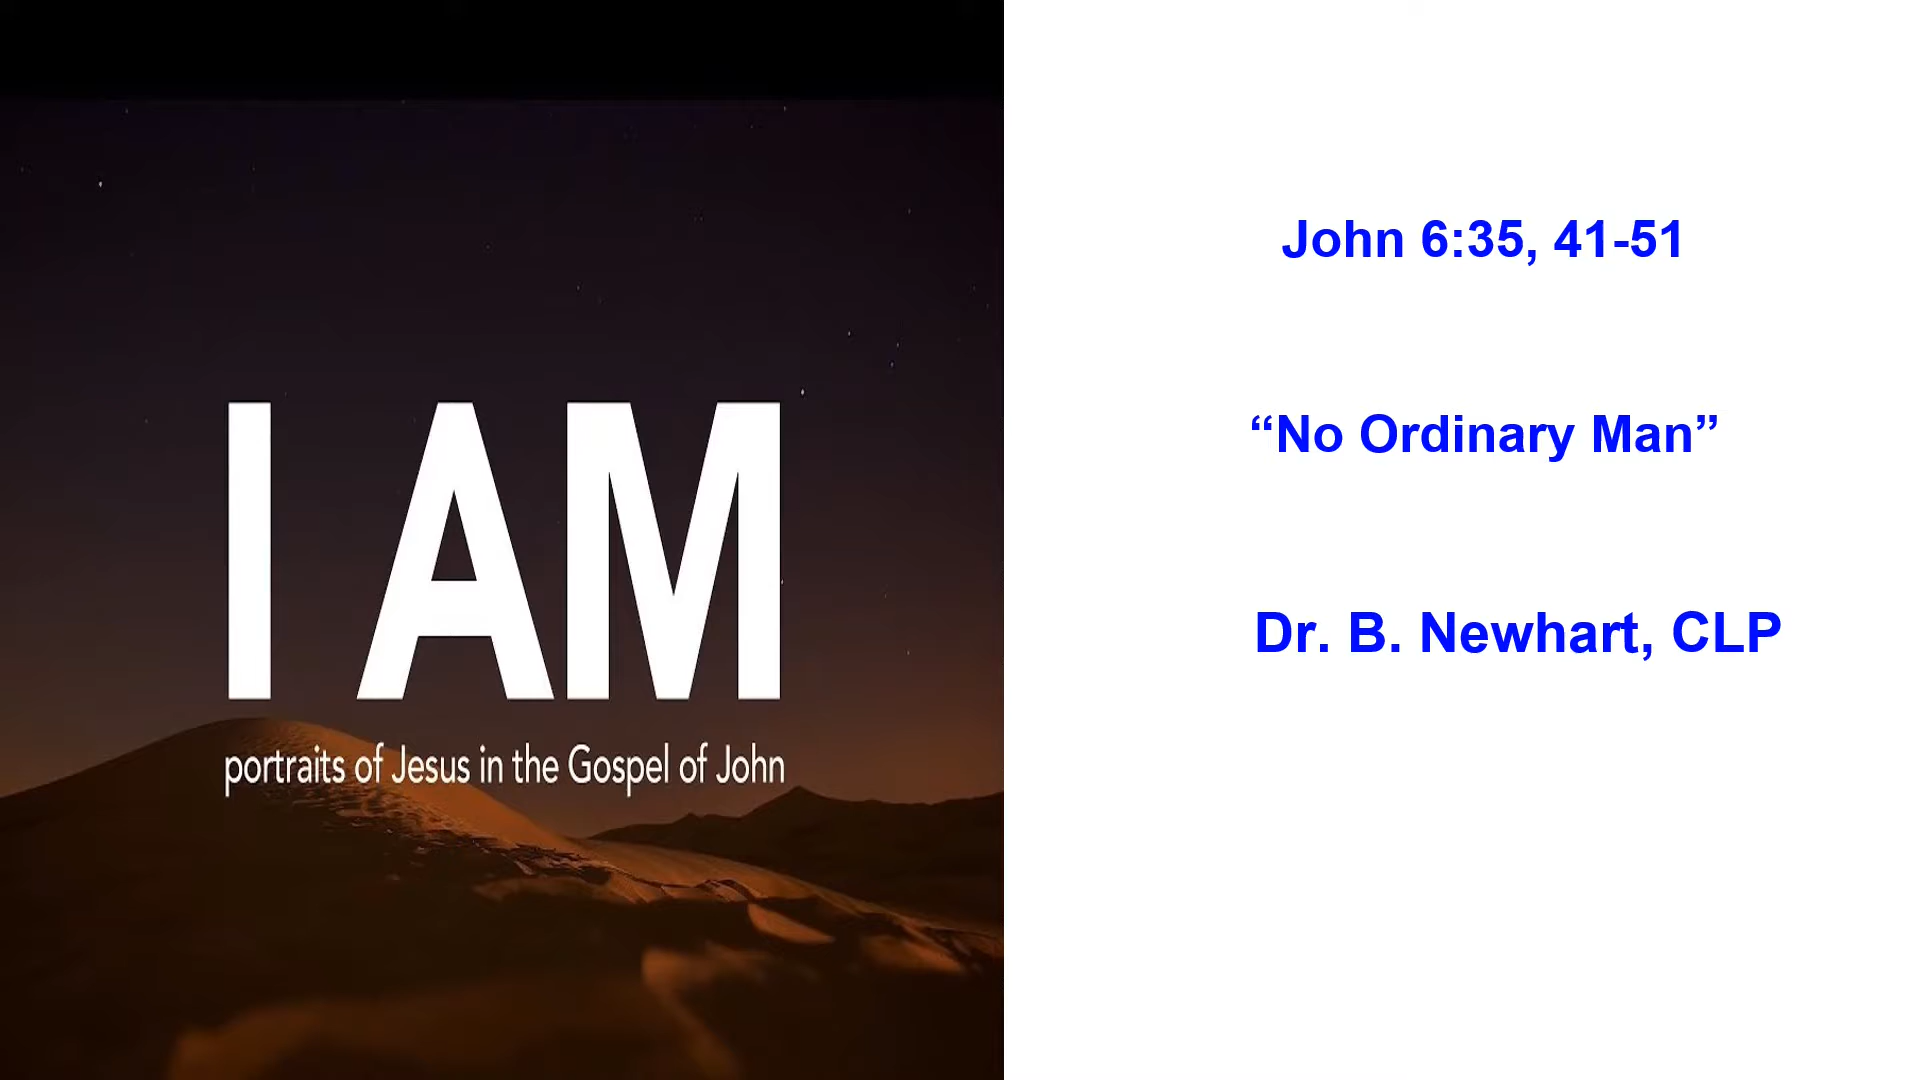 I AM
portraits of Jesus in the Gospel of John
John 6:35, 41-51
“No Ordinary Man”
Dr. B. Newhart, CLP